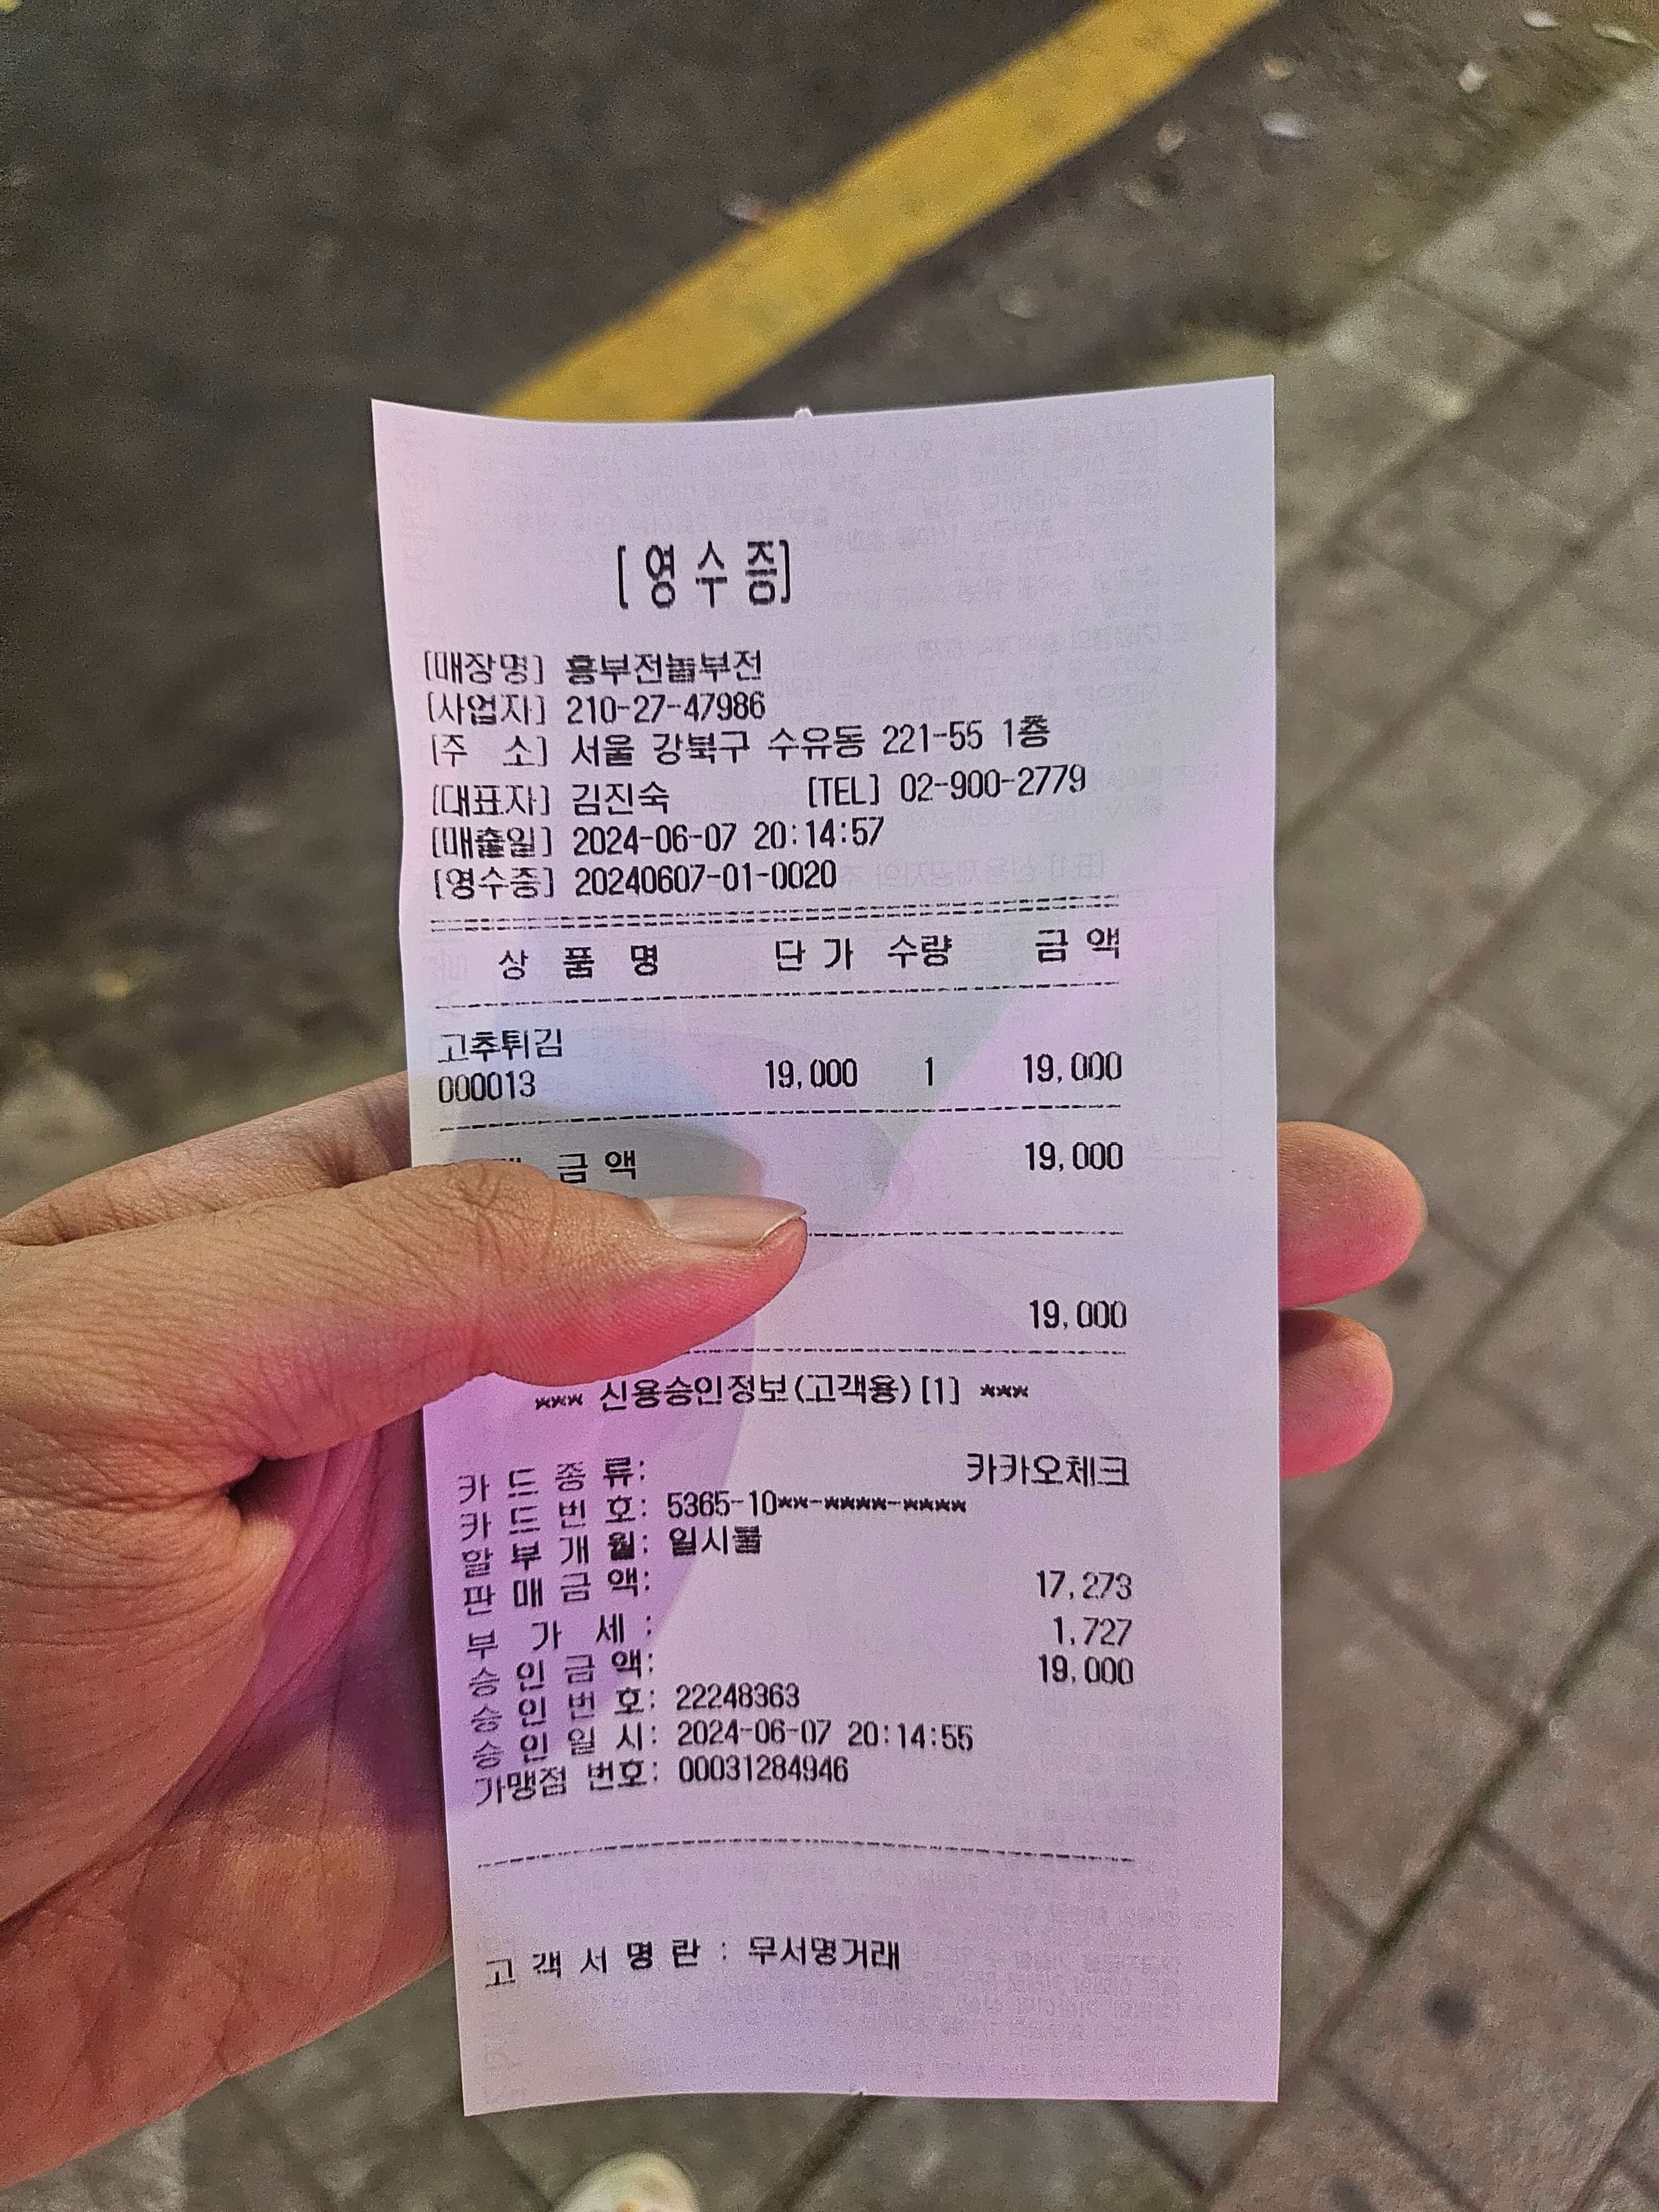 [영수증]
[매장명] 흥부전놀부전
[사업자] 210-27-47986
[주 소] 서울 강북구 수유동 221-55 1층
[대표자] 김진숙 [TEL] 02-900-2779
[매출일] 2024-06-07 20:14:57
[영수증] 20240607-01-0020
상 품 명 단 가 수량 금 액
고추튀김
000013 19,000 1 19,000
금 액 19,000
19,000
*** 신용승인정보(고객용)[1] ***
카 드 종 류: 카카오체크
카 드 번 호: 5365-10**-****-****
할 부 개 월: 일시불
판 매 금 액: 17,273
부 가 세 : 1,727
승 인 금 액: 19,000
승 인 번 호: 22248363
승 인 일 시: 2024-06-07 20:14:55
가맹점 번호: 00031284946
고 객 서 명 란 : 무서명거래